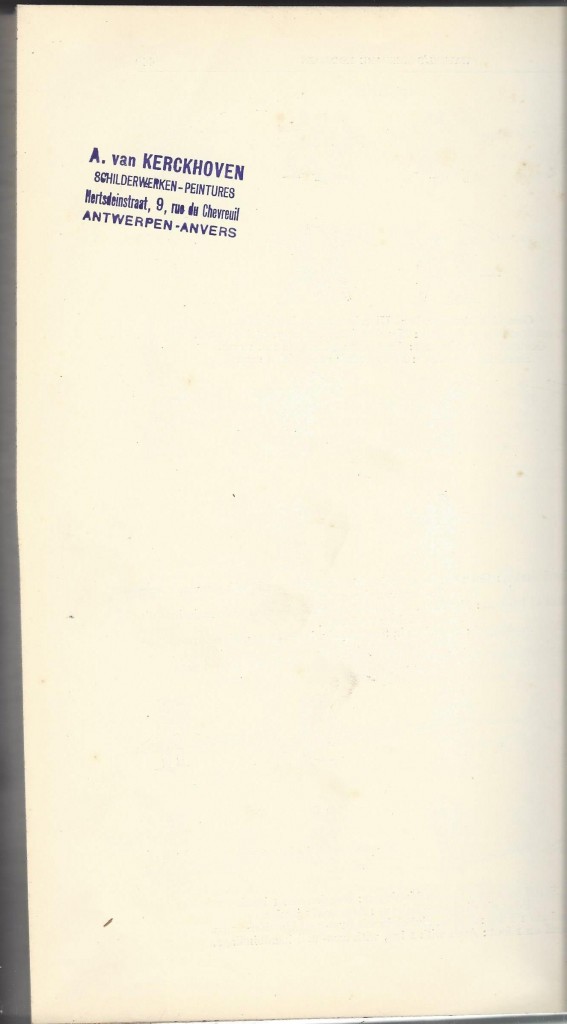 A. van KERCKHOVEN
SCHILDERWERKEN-PEINTURES
Hertsdeinstraat, 9, rue du Chevreuil
ANTWERPEN-ANVERS